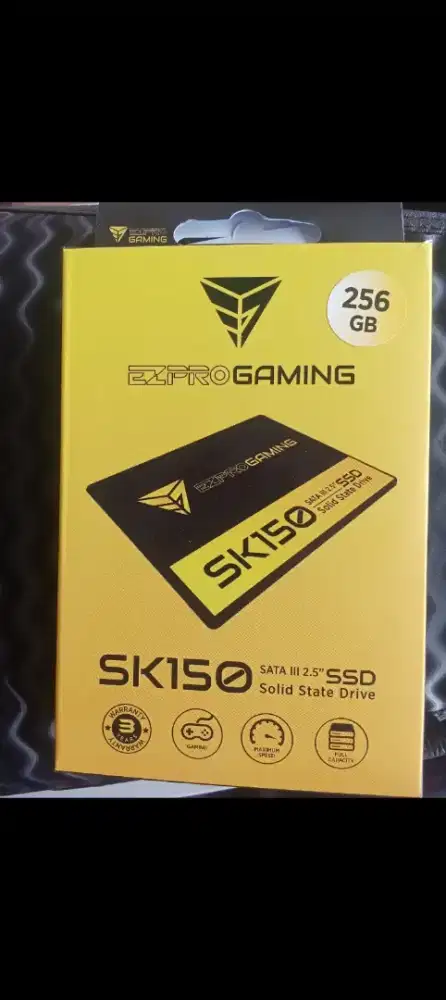 EZPRO
GAMING
256
GB
EZPROGAMING
EZPROGAMING
SK150
SATA III 2.5" SSD
Solid State Drive
SK150
SATA III 2.5" SSD
Solid State Drive
WARRANTY
3
YEARS
WARRANTY
GAMING
MAXIMUM
SPEED
FULL
CAPACITY